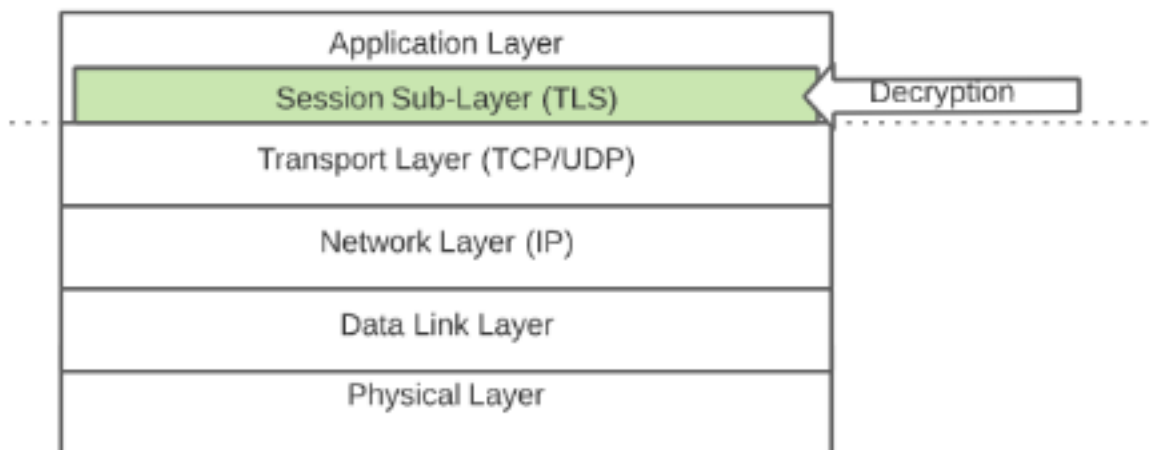 Application Layer
Session Sub-Layer (TLS)
Decryption
Transport Layer (TCP/UDP)
Network Layer (IP)
Data Link Layer
Physical Layer